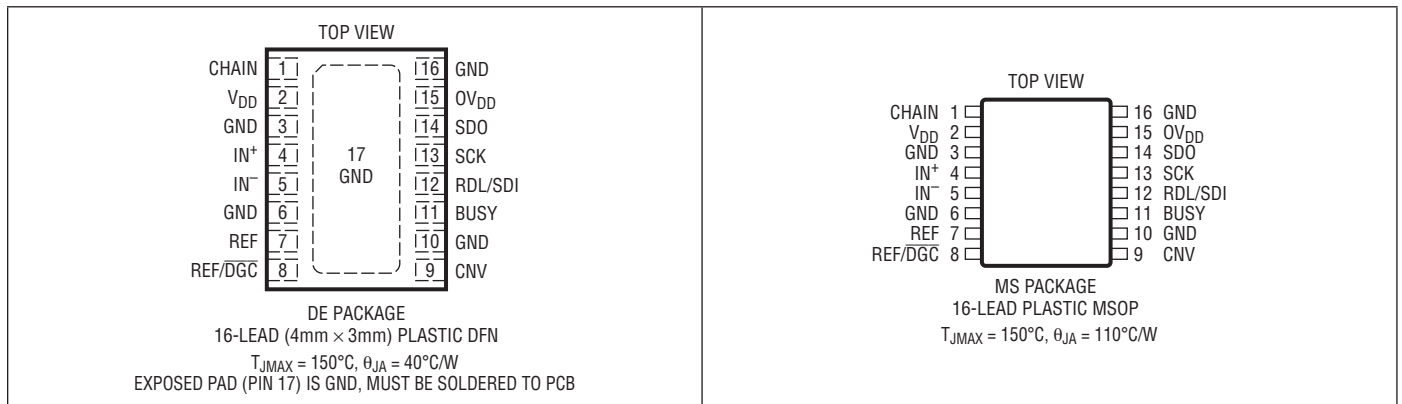 TOP VIEW
CHAIN 1 16 GND
VDD 2 15 OVDD
GND 3 14 SDO
IN+ 4 13 SCK
IN– 5 12 RDL/SDI
GND 6 11 BUSY
REF 7 10 GND
REF/DGC 8 9 CNV
17
GND
DE PACKAGE
16-LEAD (4mm × 3mm) PLASTIC DFN
TJMAX = 150°C, θJA = 40°C/W
EXPOSED PAD (PIN 17) IS GND, MUST BE SOLDERED TO PCB
TOP VIEW
CHAIN 1 16 GND
VDD 2 15 OVDD
GND 3 14 SDO
IN+ 4 13 SCK
IN– 5 12 RDL/SDI
GND 6 11 BUSY
REF 7 10 GND
REF/DGC 8 9 CNV
MS PACKAGE
16-LEAD PLASTIC MSOP
TJMAX = 150°C, θJA = 110°C/W